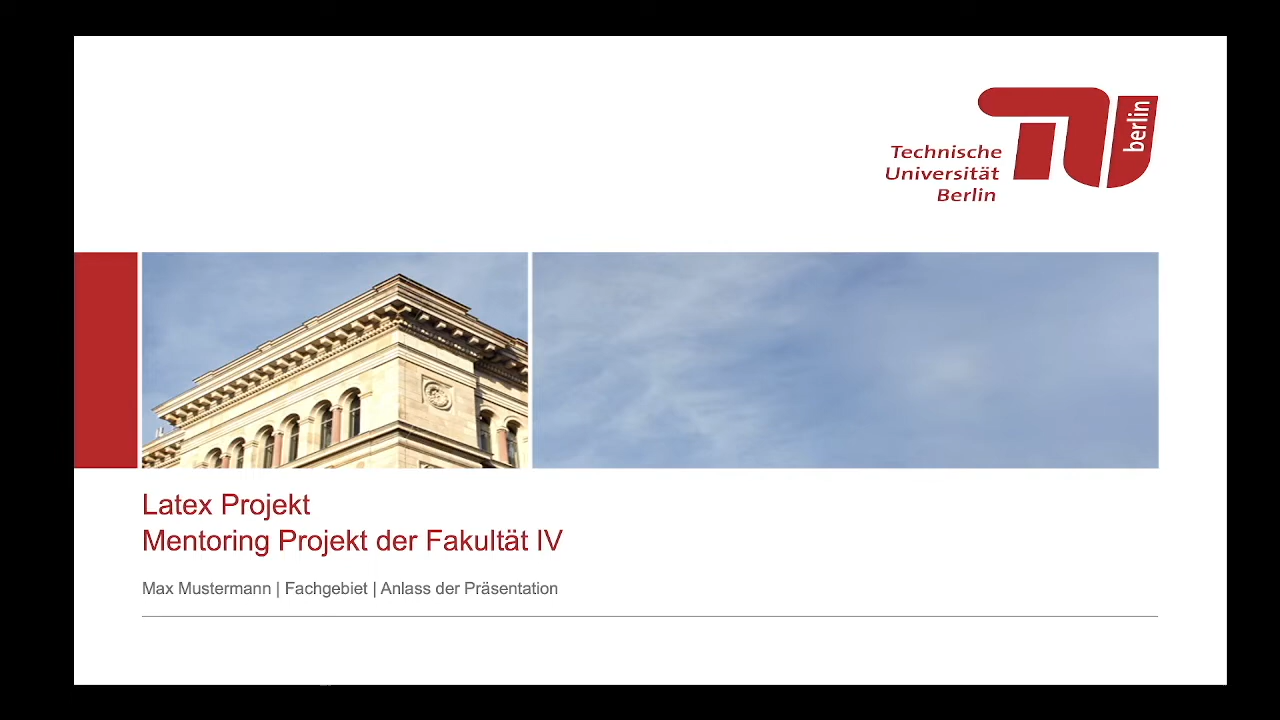 berlin
Technische
Universität
Berlin
Latex Projekt
Mentoring Projekt der Fakultät IV
Max Mustermann | Fachgebiet | Anlass der Präsentation